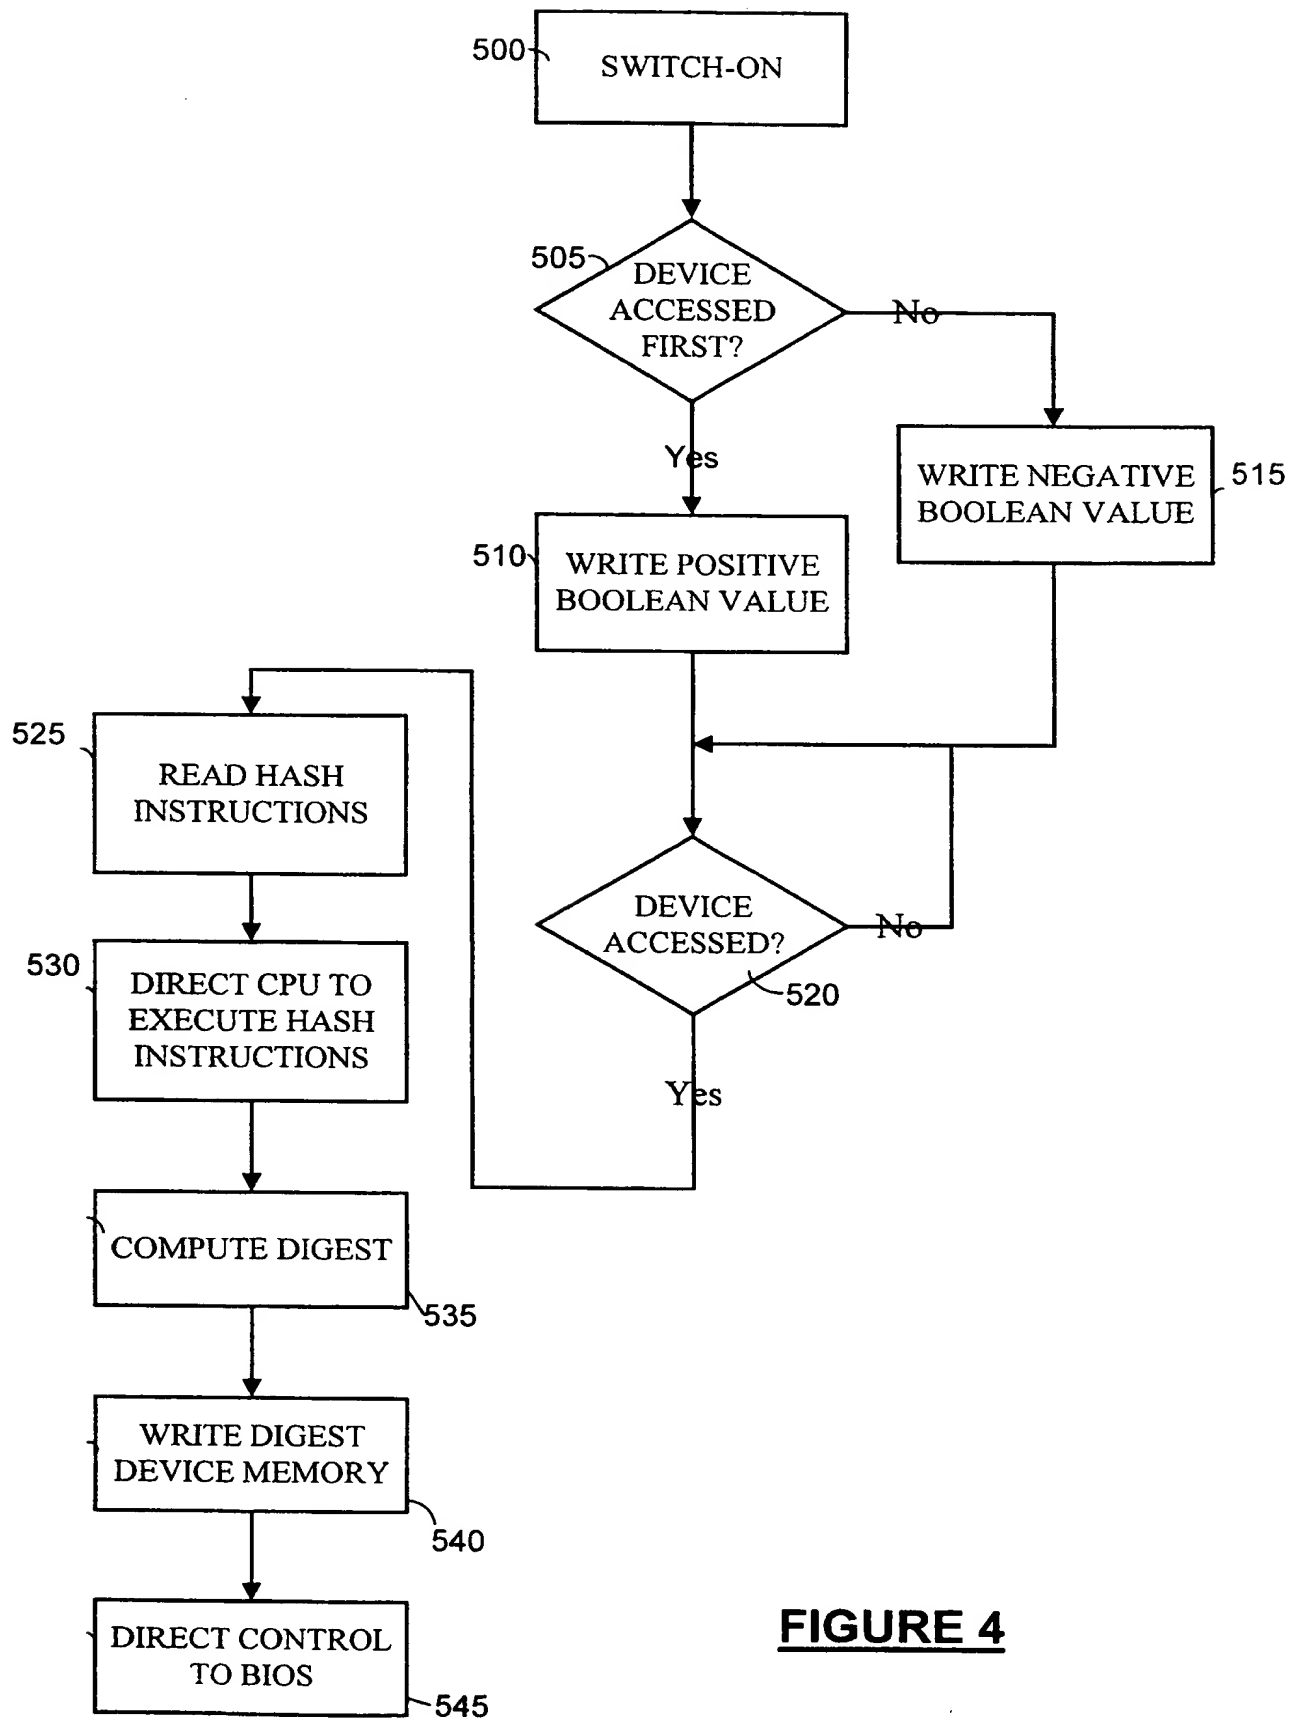 500
SWITCH-ON
505
DEVICE
ACCESSED
FIRST?
No
Yes
WRITE NEGATIVE
BOOLEAN VALUE
515
510
WRITE POSITIVE
BOOLEAN VALUE
525
READ HASH
INSTRUCTIONS
DEVICE
ACCESSED?
No
520
530
DIRECT CPU TO
EXECUTE HASH
INSTRUCTIONS
Yes
COMPUTE DIGEST
535
WRITE DIGEST
DEVICE MEMORY
540
DIRECT CONTROL
TO BIOS
545
FIGURE 4